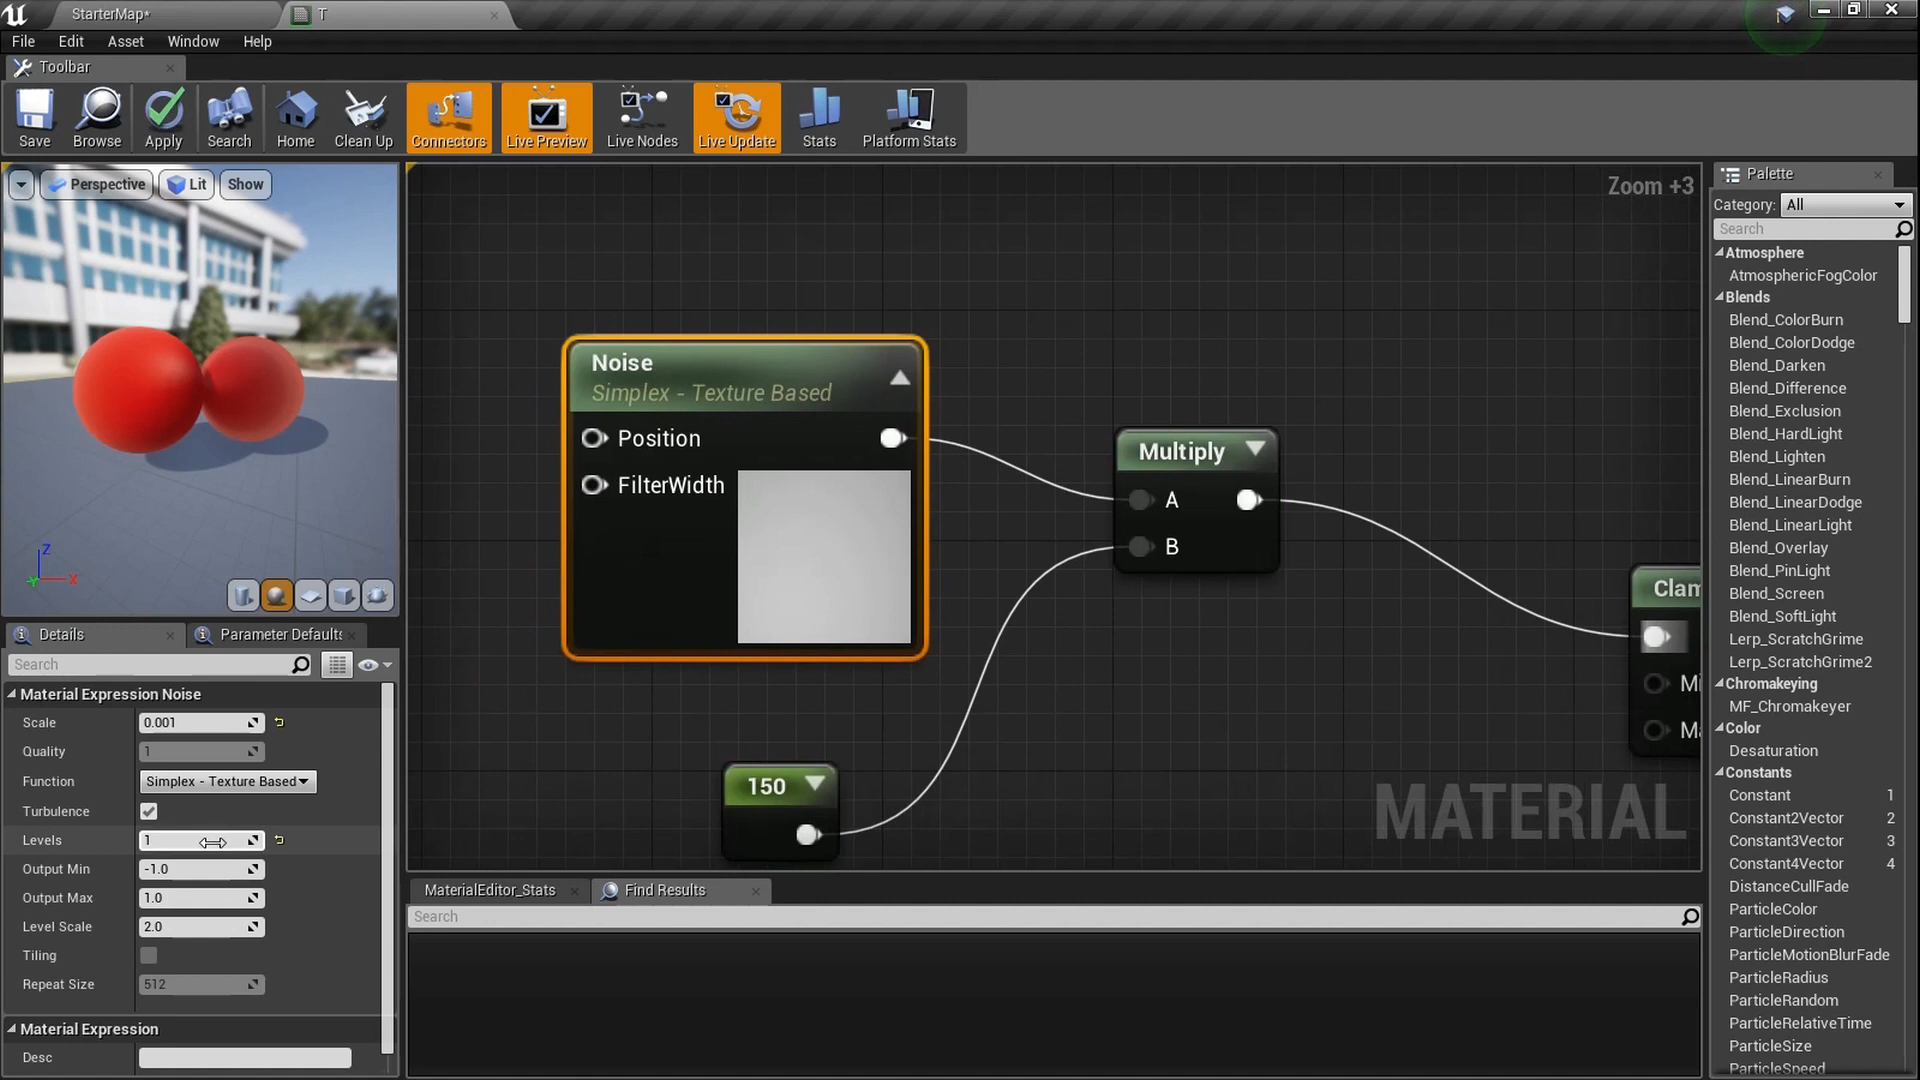 StarterMap*
T
File Edit Asset Window Help
Toolbar
Save Browse Apply Search Home Clean Up Connectors Live Preview Live Nodes Live Update Stats Platform Stats
Perspective Lit Show
Z
X
Details Parameter Defaults
Search
Material Expression Noise
Scale 0.001
Quality 1
Function Simplex - Texture Based
Turbulence
Levels 1
Output Min -1.0
Output Max 1.0
Level Scale 2.0
Tiling
Repeat Size 512
Material Expression
Desc
Zoom +3
Noise
Simplex - Texture Based
Position
FilterWidth
Multiply
A
B
150
Clam
Mi
Ma
MATERIAL
MaterialEditor_Stats Find Results
Search
Palette
Category: All
Search
Atmosphere
AtmosphericFogColor
Blends
Blend_ColorBurn
Blend_ColorDodge
Blend_Darken
Blend_Difference
Blend_Exclusion
Blend_HardLight
Blend_Lighten
Blend_LinearBurn
Blend_LinearDodge
Blend_LinearLight
Blend_Overlay
Blend_PinLight
Blend_Screen
Blend_SoftLight
Lerp_ScratchGrime
Lerp_ScratchGrime2
Chromakeying
MF_Chromakeyer
Color
Desaturation
Constants
Constant 1
Constant2Vector 2
Constant3Vector 3
Constant4Vector 4
DistanceCullFade
ParticleColor
ParticleDirection
ParticleMotionBlurFade
ParticleRadius
ParticleRandom
ParticleRelativeTime
ParticleSize
ParticleSpeed